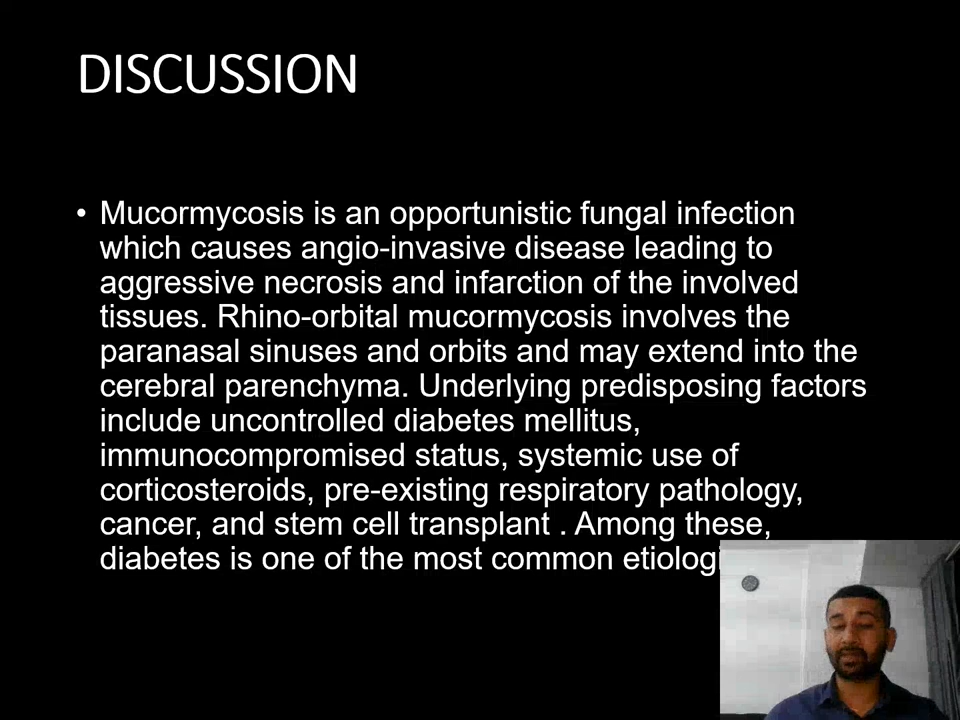 DISCUSSION
• Mucormycosis is an opportunistic fungal infection
which causes angio-invasive disease leading to
aggressive necrosis and infarction of the involved
tissues. Rhino-orbital mucormycosis involves the
paranasal sinuses and orbits and may extend into the
cerebral parenchyma. Underlying predisposing factors
include uncontrolled diabetes mellitus,
immunocompromised status, systemic use of
corticosteroids, pre-existing respiratory pathology,
cancer, and stem cell transplant . Among these,
diabetes is one of the most common